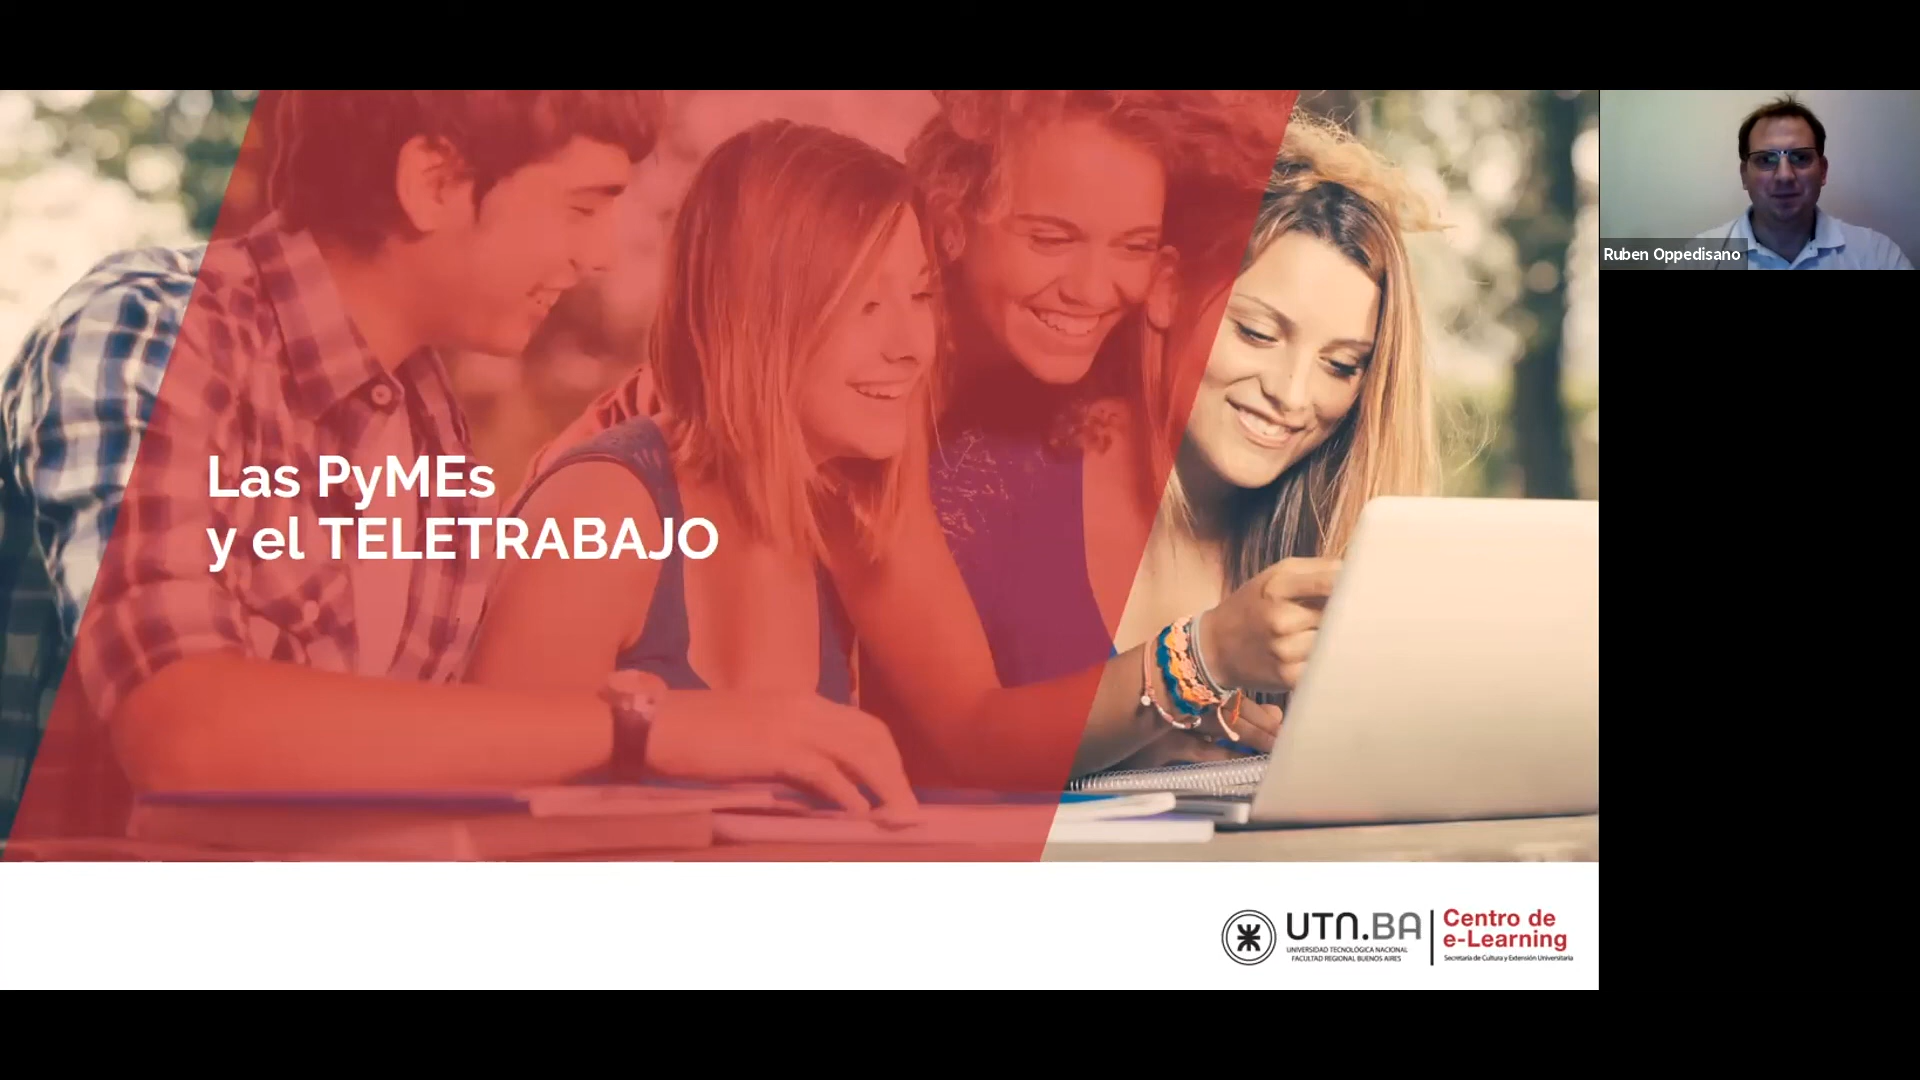 Las PyMEs
y el TELETRABAJO
Ruben Oppedisano
UTN.BA
UNIVERSIDAD TECNOLÓGICA NACIONAL
FACULTAD REGIONAL BUENOS AIRES
Centro de
e-Learning
Secretaría de Cultura y Extensión Universitaria